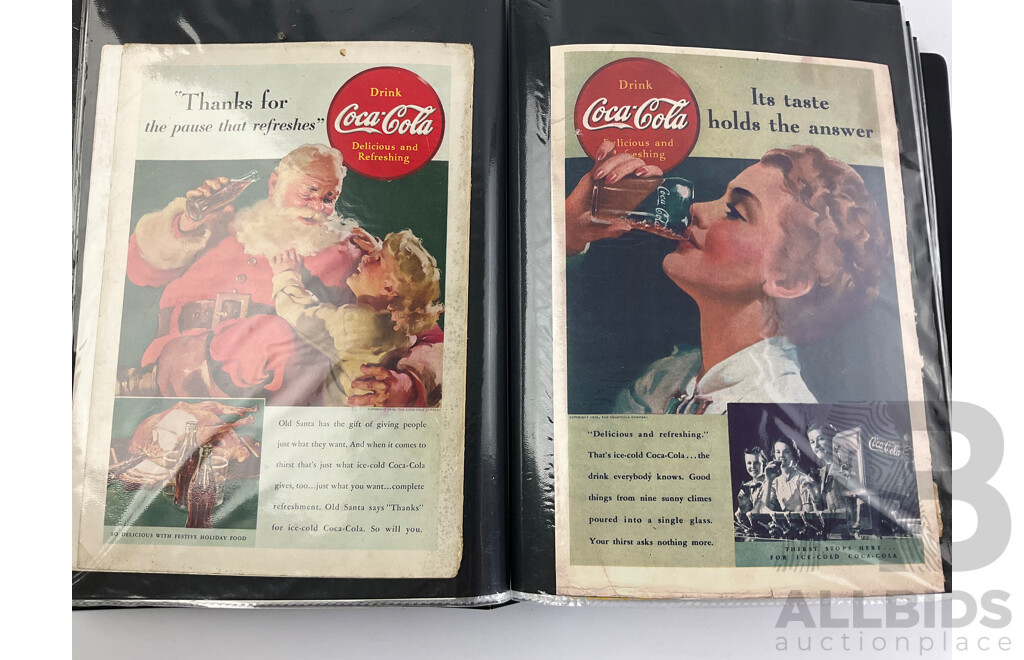 "Thanks for
the pause that refreshes"
Drink
Coca-Cola
Delicious and
Refreshing
Old Santa has the gift of giving people
just what they want. And when it comes to
thirst that's just what ice-cold Coca-Cola
gives, too...just what you want...complete
refreshment. Old Santa says "Thanks"
for ice-cold Coca-Cola. So will you.
SO DELICIOUS WITH FESTIVE HOLIDAY FOOD
Drink
Coca-Cola
Delicious and
Refreshing
Its taste
holds the answer
Coca-Cola
"Delicious and refreshing."
That's ice-cold Coca-Cola...the
drink everybody knows. Good
things from nine sunny climes
poured into a single glass.
Your thirst asks nothing more.
Coca-Cola
THIRST STOPS HERE...
FOR ICE-COLD COCA-COLA
B
ALLBIDS
auctionplace